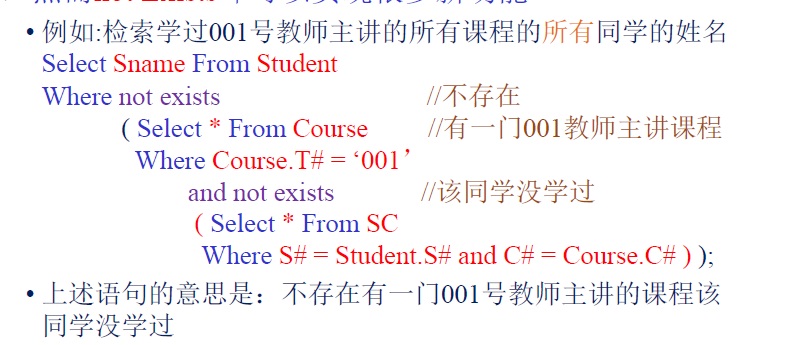 • 例如:检索学过001号教师主讲的所有课程的所有同学的姓名
Select Sname From Student
Where not exists //不存在
( Select * From Course //有一门001教师主讲课程
Where Course.T# = ‘001’
and not exists //该同学没学过
( Select * From SC
Where S# = Student.S# and C# = Course.C# ) );
• 上述语句的意思是：不存在有一门001号教师主讲的课程该
同学没学过